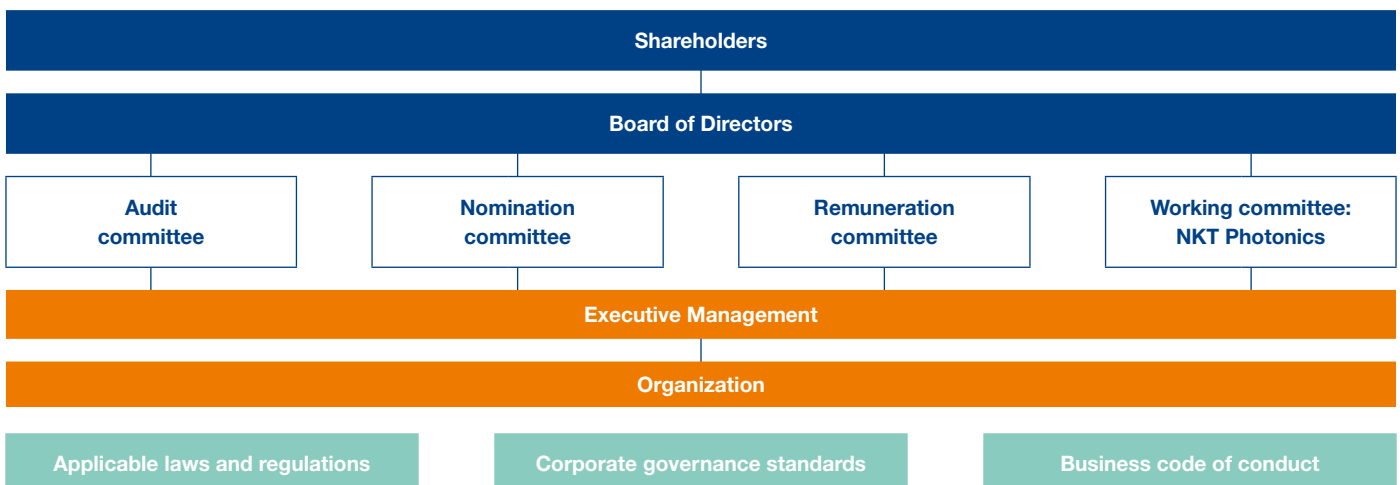 Shareholders
Board of Directors
Audit
committee
Nomination
committee
Remuneration
committee
Working committee:
NKT Photonics
Executive Management
Organization
Applicable laws and regulations
Corporate governance standards
Business code of conduct